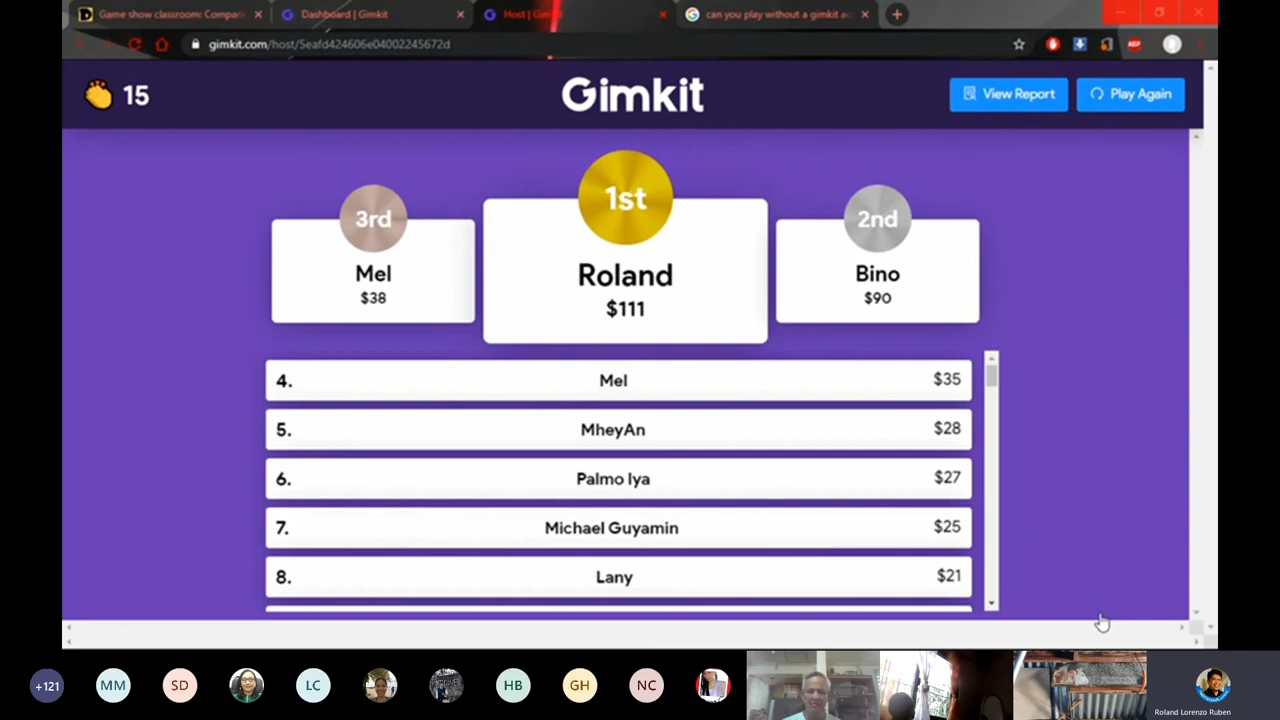 Game show classroom: Compari
Dashboard | Gimkit
Host | Gim
can you play without a gimkit ac
gimkit.com/host/5eafd424606e04002245672d
ABP
15
Gimkit
View Report
Play Again
3rd
Mel
$38
1st
Roland
$111
2nd
Bino
$90
4. Mel $35
5. MheyAn $28
6. Palmo Iya $27
7. Michael Guyamin $25
8. Lany $21
+121 MM SD LC HB GH NC
Roland Lorenzo Ruben